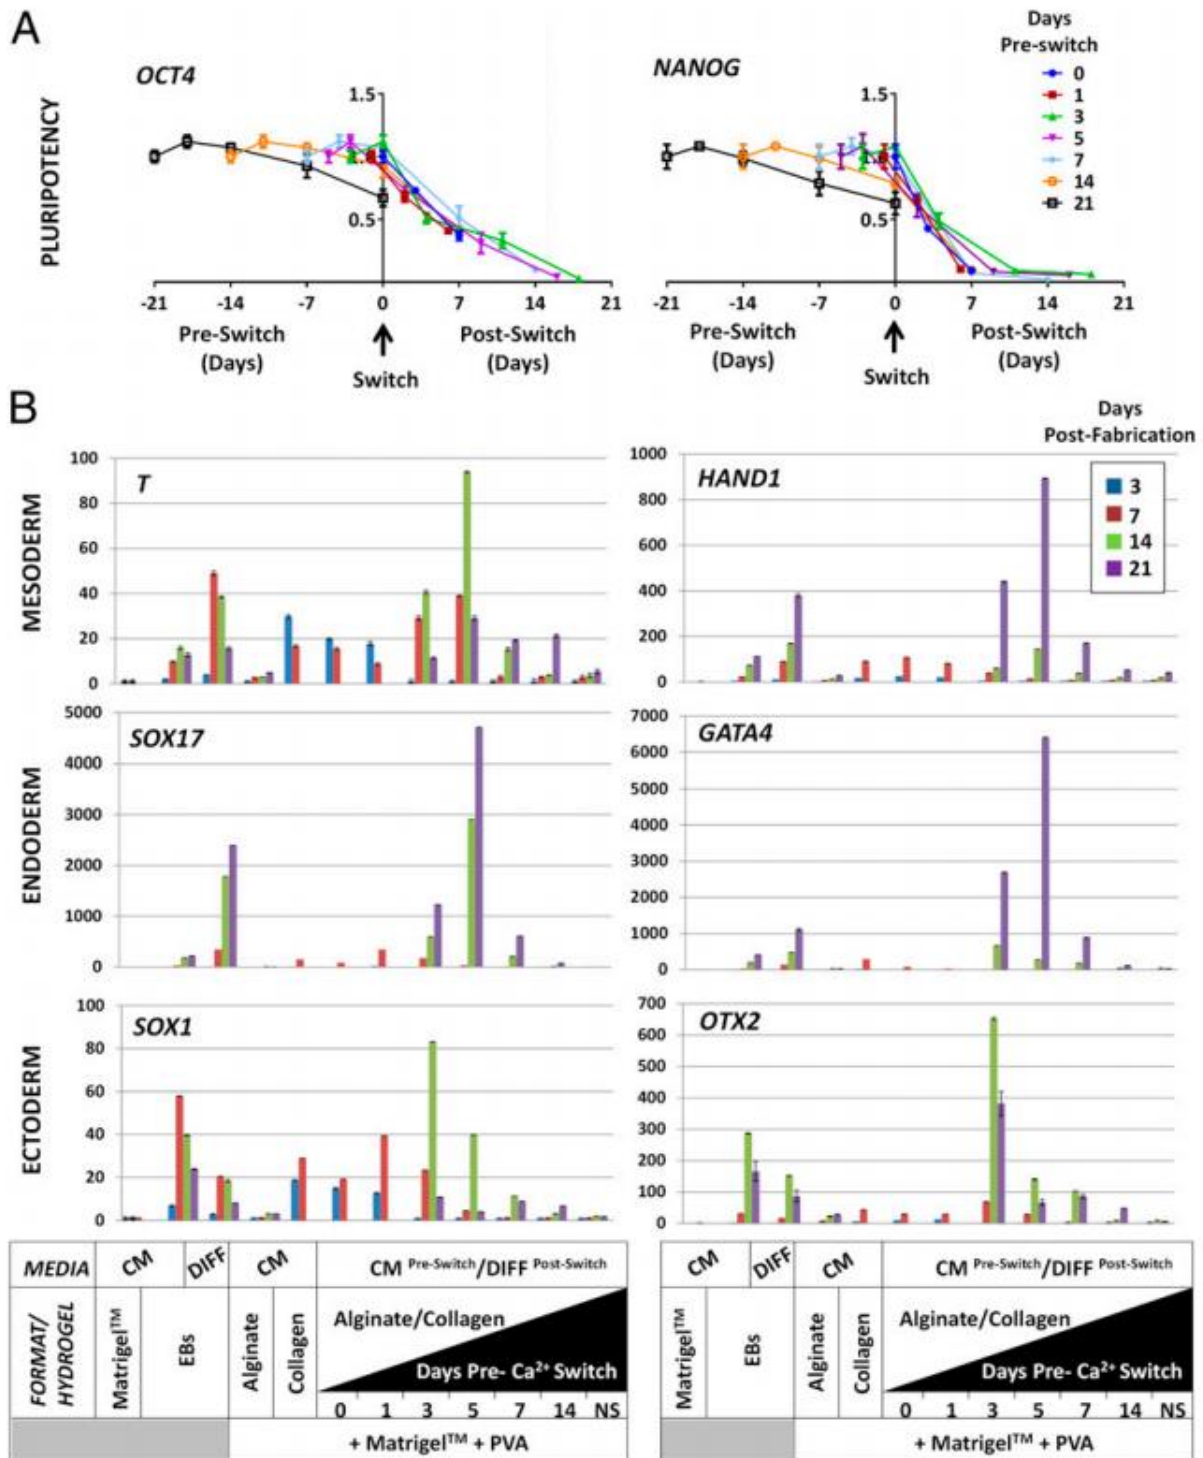 A
Days
Pre-switch
OCT4
NANOG
PLURIPOTENCY
1.5
1.0
0.5
-21 -14 -7 0 7 14 21
Pre-Switch
(Days)
Post-Switch
(Days)
Switch
1.5
1.0
0.5
-21 -14 -7 0 7 14 21
Pre-Switch
(Days)
Post-Switch
(Days)
Switch
0
1
3
5
7
14
21
B
Days
Post-Fabrication
3
7
14
21
MESODERM
T
100
80
60
40
20
0
HAND1
1000
800
600
400
200
0
ENDODERM
SOX17
5000
4000
3000
2000
1000
0
GATA4
7000
6000
5000
4000
3000
2000
1000
0
ECTODERM
SOX1
100
80
60
40
20
0
OTX2
700
600
500
400
300
200
100
0
MEDIA CM DIFF CM CM Pre-Switch/DIFF Post-Switch
FORMAT/
HYDROGEL
Matrigel™ EBs Alginate Collagen
Alginate/Collagen
Days Pre- Ca2+ Switch
0 1 3 5 7 14 NS
+ Matrigel™ + PVA
CM DIFF CM CM Pre-Switch/DIFF Post-Switch
Matrigel™ EBs Alginate Collagen
Alginate/Collagen
Days Pre- Ca2+ Switch
0 1 3 5 7 14 NS
+ Matrigel™ + PVA